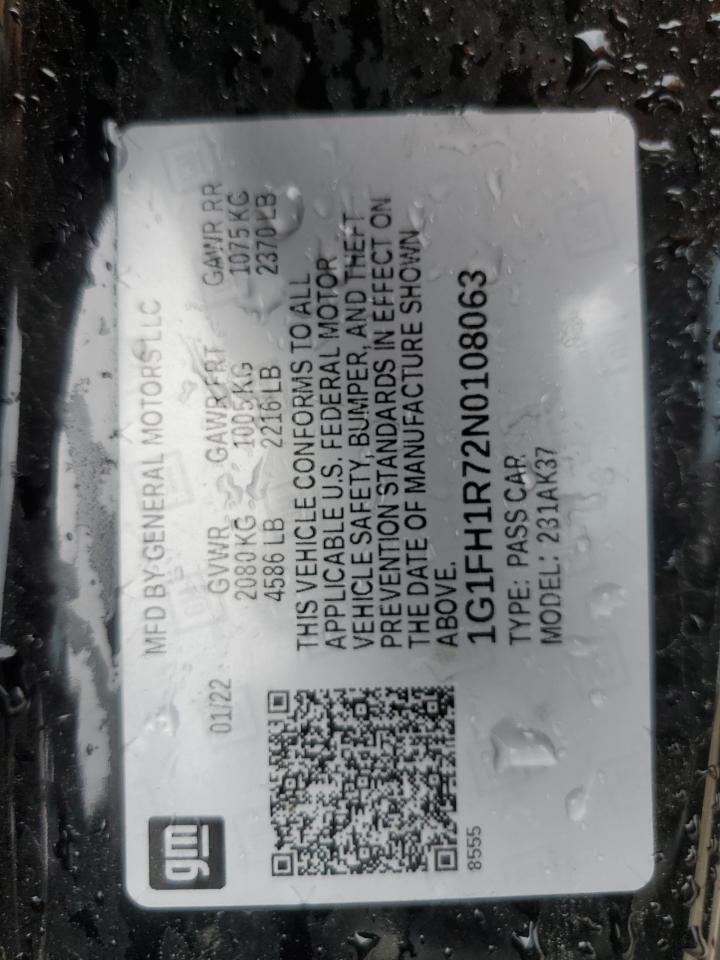 gm
MFD BY GENERAL MOTORS LLC
01/22 GVWR GAWR FRT GAWR RR
2080 KG 1005 KG 1075 KG
4586 LB 2216 LB 2370 LB
THIS VEHICLE CONFORMS TO ALL
APPLICABLE U.S. FEDERAL MOTOR
VEHICLE SAFETY, BUMPER, AND THEFT
PREVENTION STANDARDS IN EFFECT ON
THE DATE OF MANUFACTURE SHOWN
ABOVE.
1G1FH1R72N0108063
TYPE: PASS CAR
MODEL: 231AK37
8555